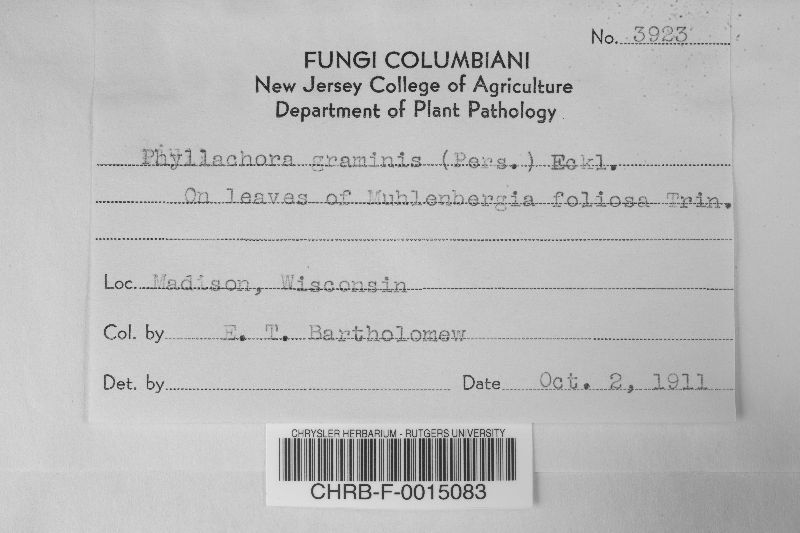 No. 3923
FUNGI COLUMBIANI
New Jersey College of Agriculture
Department of Plant Pathology
Phyllachora graminis (Pers.) Eckl.
On leaves of Muhlenbergia foliosa Trin.
Loc. Madison, Wisconsin
Col. by E. T. Bartholomew
Det. by
Date Oct. 2, 1911
CHRYSLER HERBARIUM - RUTGERS UNIVERSITY
CHRB-F-0015083